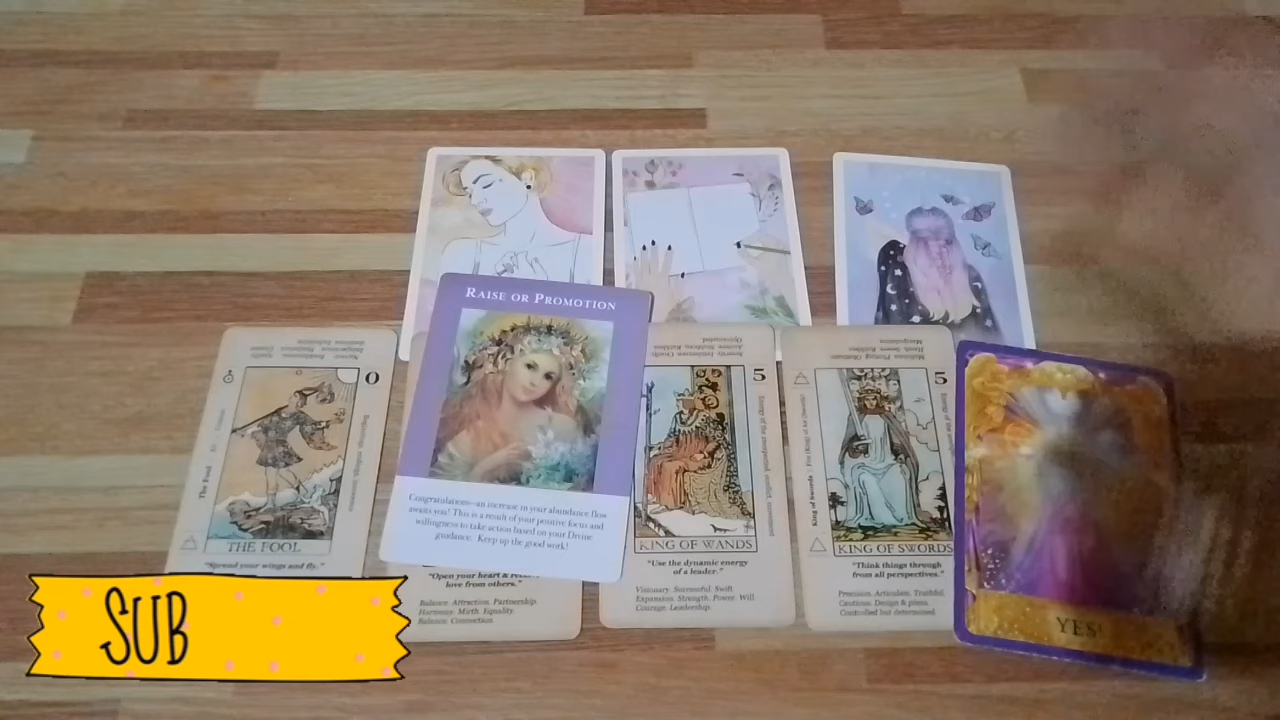 RAISE OR PROMOTION
Congratulations—an increase in your abundance flow
awaits you! This is a result of your positive focus and
willingness to take action based on your Divine
guidance. Keep up the good work!
0
The Fool
THE FOOL
"Spread your wings and fly."
"Open your heart &
love from others."
Balance. Attraction. Partnership.
Harmony. Mirth. Equality.
Balance. Connection
5
KING OF WANDS
"Use the dynamic energy
of a leader."
Visionary. Successful. Swift
Expansion. Strength. Power. Will
Courage. Leadership.
5
King of Swords
KING OF SWORDS
"Think things through
from all perspectives."
Precision. Articulate. Truthful.
Cautious. Design & plans.
Controlled but determined.
YES!
SUB